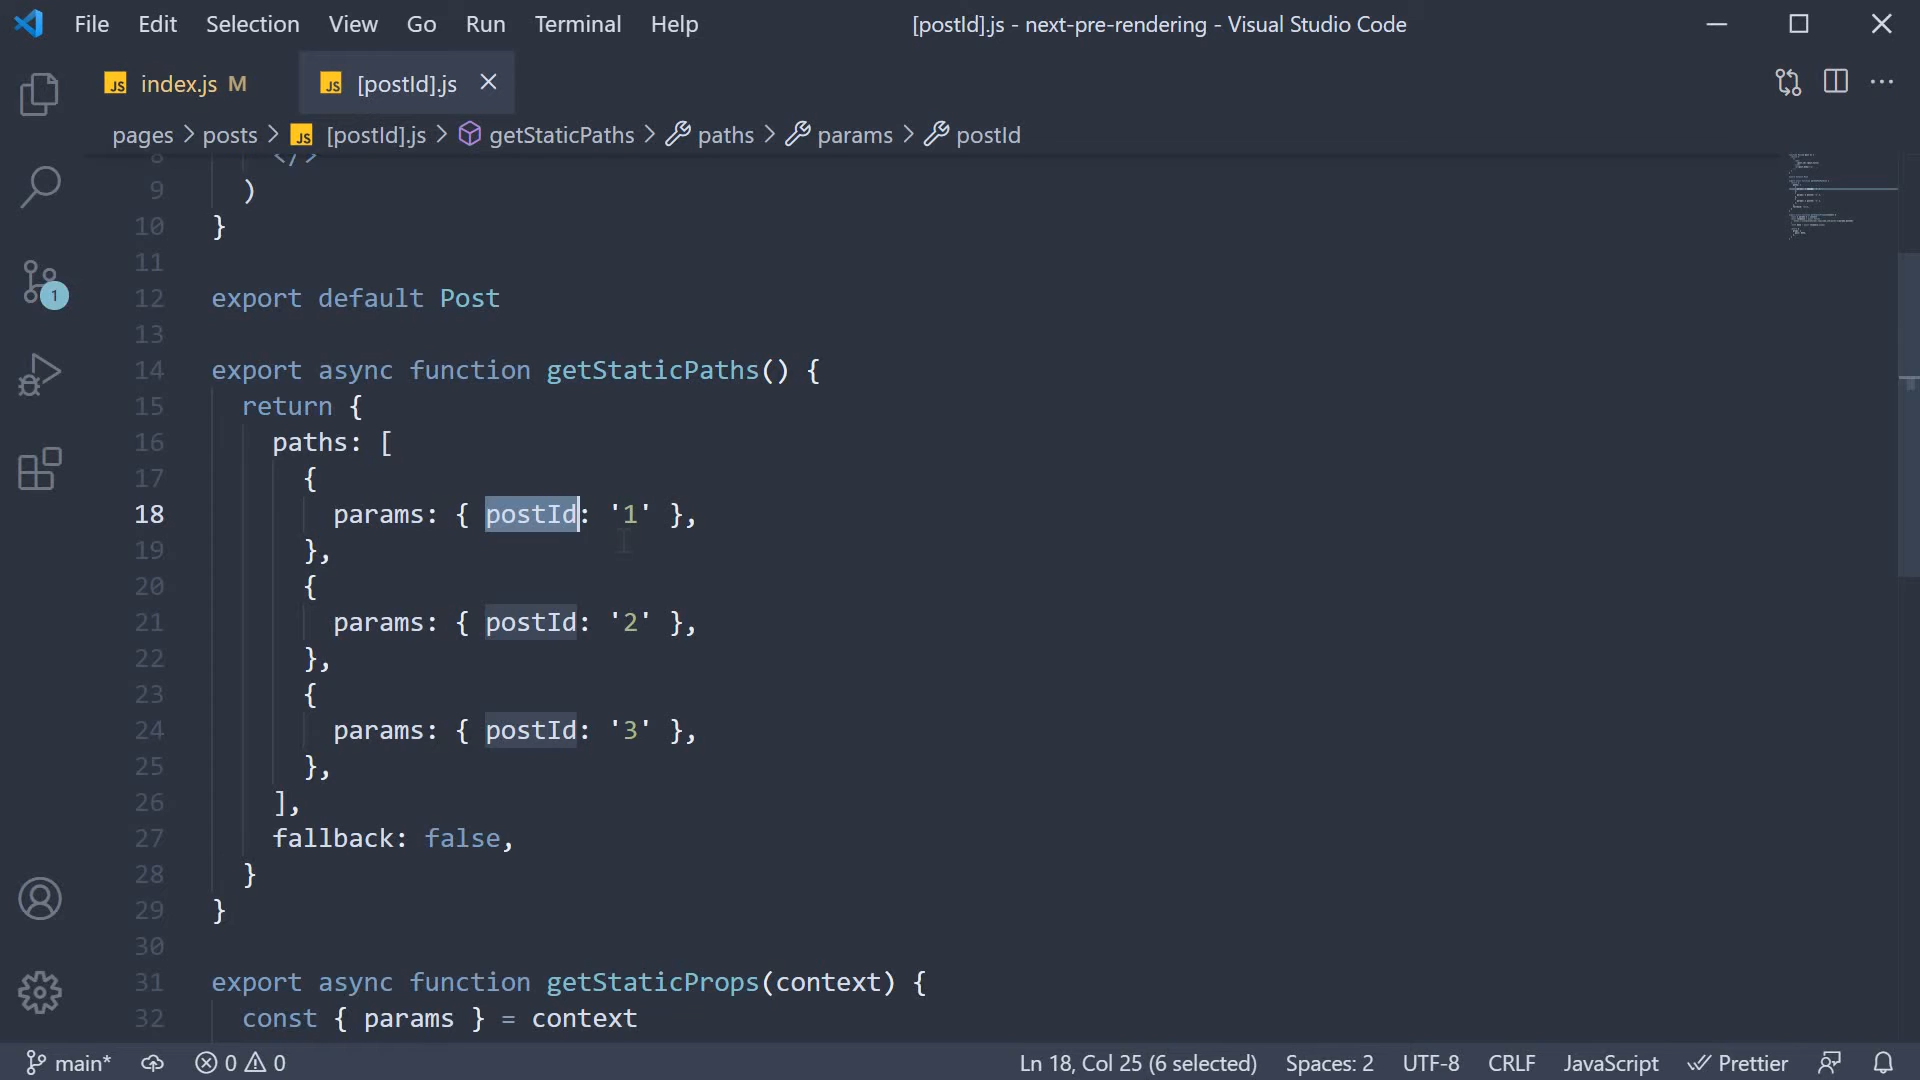 File Edit Selection View Go Run Terminal Help [postId].js - next-pre-rendering - Visual Studio Code
JS index.js M JS [postId].js
pages > posts > JS [postId].js > getStaticPaths > paths > params > postId
8 </>
9 )
10 }
11
12 export default Post
13
14 export async function getStaticPaths() {
15 return {
16 paths: [
17 {
18 params: { postId: '1' },
19 },
20 {
21 params: { postId: '2' },
22 },
23 {
24 params: { postId: '3' },
25 },
26 ],
27 fallback: false,
28 }
29 }
30
31 export async function getStaticProps(context) {
32 const { params } = context
1
main* 0 0 Ln 18, Col 25 (6 selected) Spaces: 2 UTF-8 CRLF JavaScript Prettier